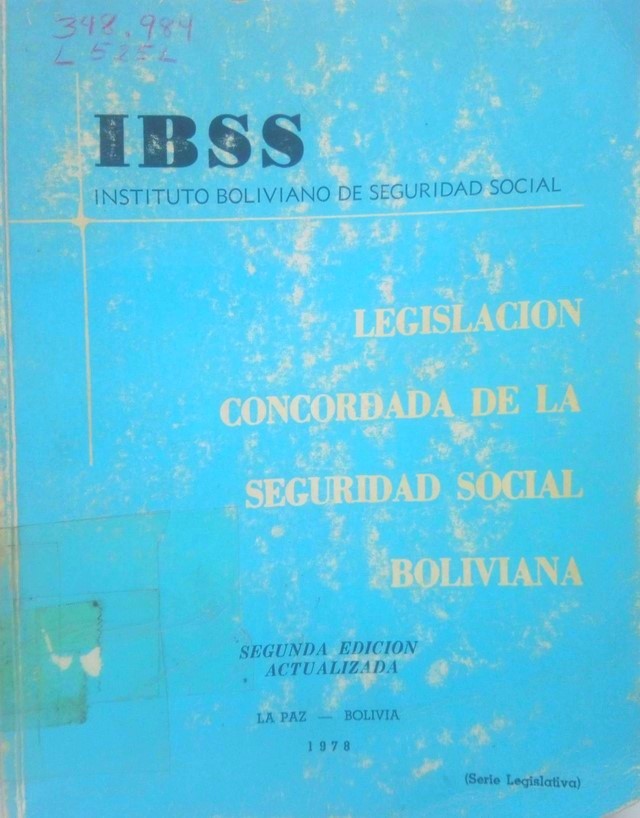 348.984
L525L
IBSS
INSTITUTO BOLIVIANO DE SEGURIDAD SOCIAL
LEGISLACION
CONCORDADA DE LA
SEGURIDAD SOCIAL
BOLIVIANA
SEGUNDA EDICION
ACTUALIZADA
LA PAZ — BOLIVIA
1978
(Serie Legislativa)